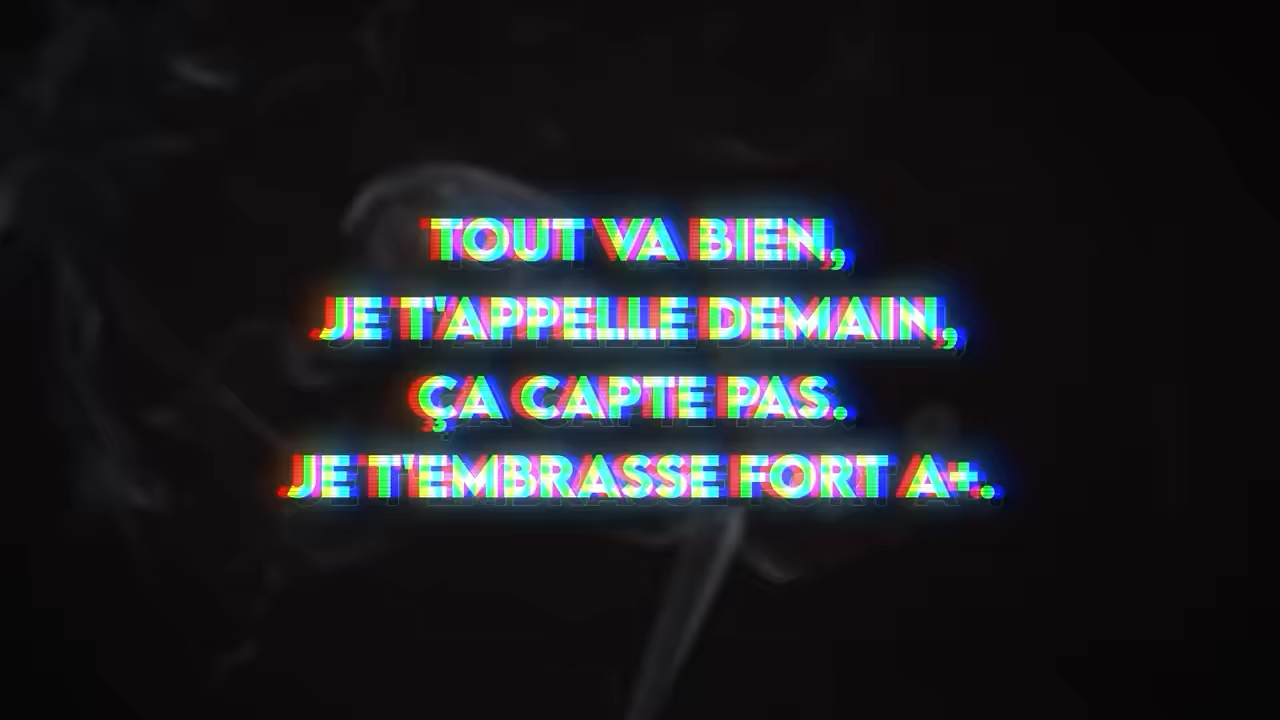 TOUT VA BIEN,
JE T'APPELLE DEMAIN,
ÇA CAPTE PAS.
JE T'EMBRASSE FORT A+.